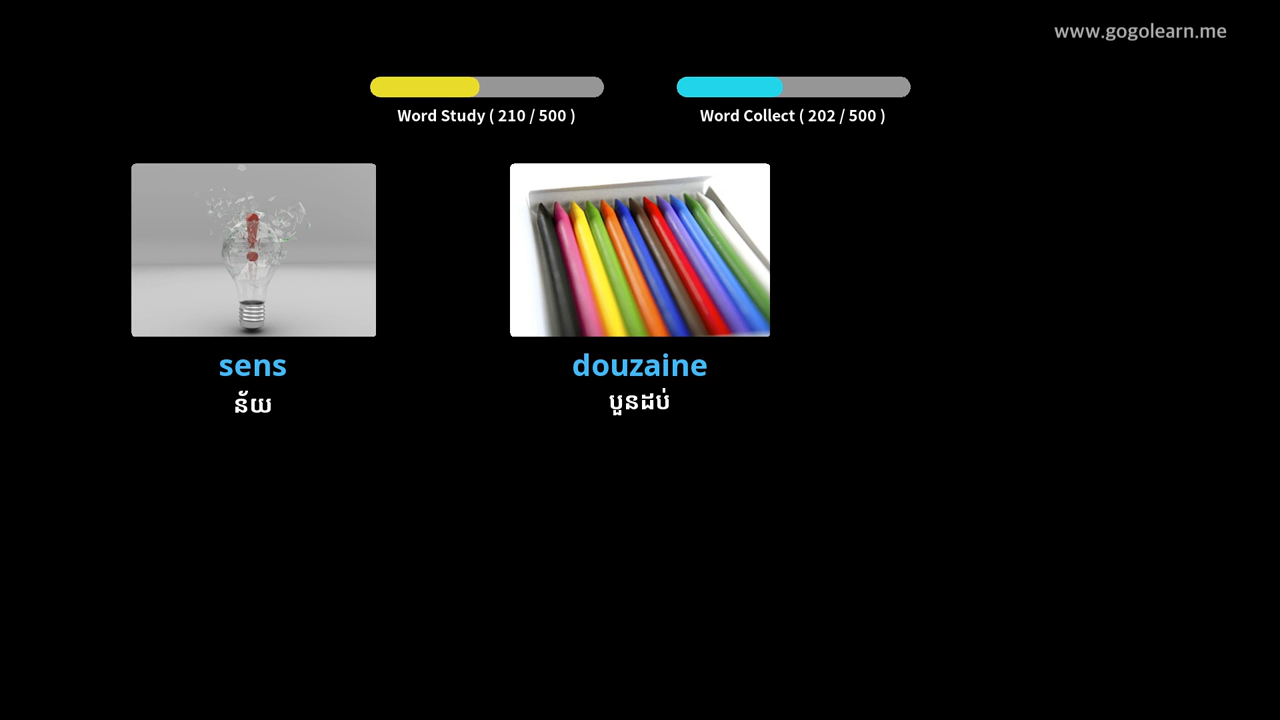 www.gogolearn.me
Word Study ( 210 / 500 )
Word Collect ( 202 / 500 )
sens
ន័យ
douzaine
បួនដប់